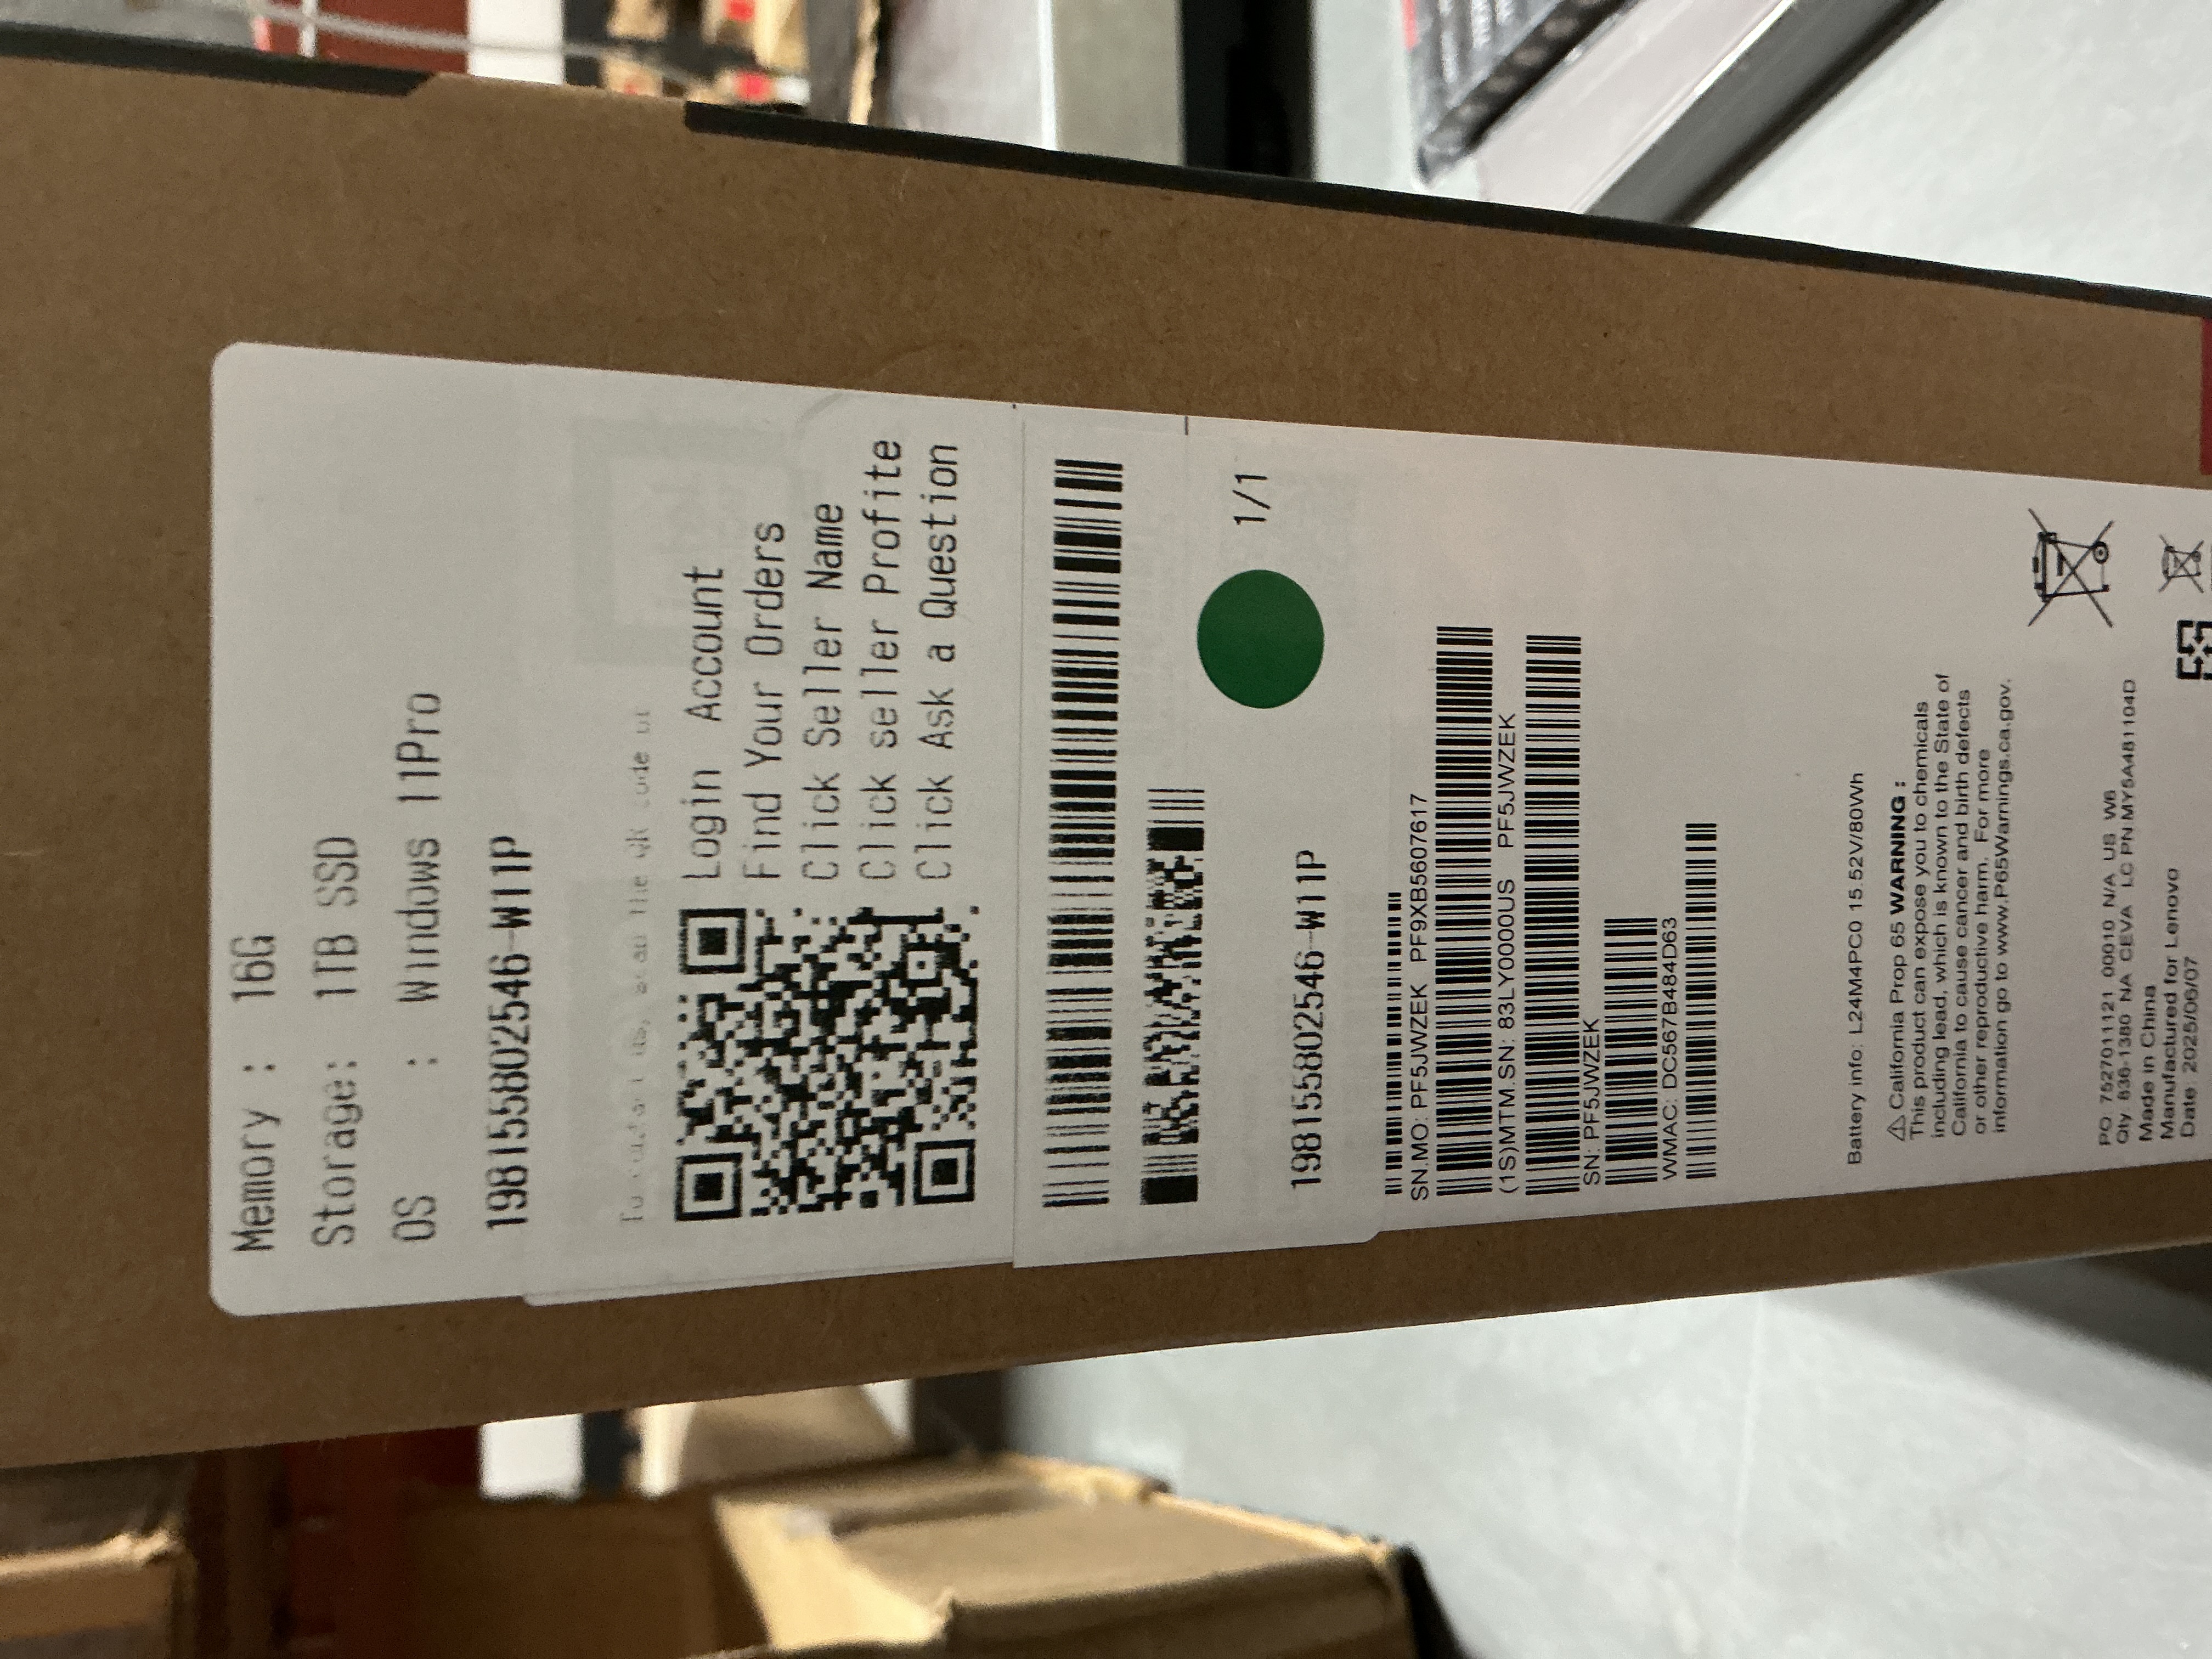 Memory : 16G
Storage: 1TB SSD
OS : Windows 11Pro
198155802546-W11P
Login Account
Find Your Orders
Click Seller Name
Click seller Profite
Click Ask a Question
1/1
198155802546-W11P
SN.MO: PF5JWZEK PF9XB5607617
(1S)MTM.SN: 83LY0000US PF5JWZEK
SN: PF5JWZEK
WMAC: DC567B484D63
Battery info: L24M4PC0 15.52V/80Wh
⚠ California Prop 65 WARNING :
This product can expose you to chemicals
including lead, which is known to the State of
California to cause cancer and birth defects
or other reproductive harm. For more
information go to www.P65Warnings.ca.gov.
PO 752701121 00010 N/A US W6
Qty 836-1380 NA CEVA LC PN MY5A481104D
Made in China
Manufactured for Lenovo
Date 2025/06/07